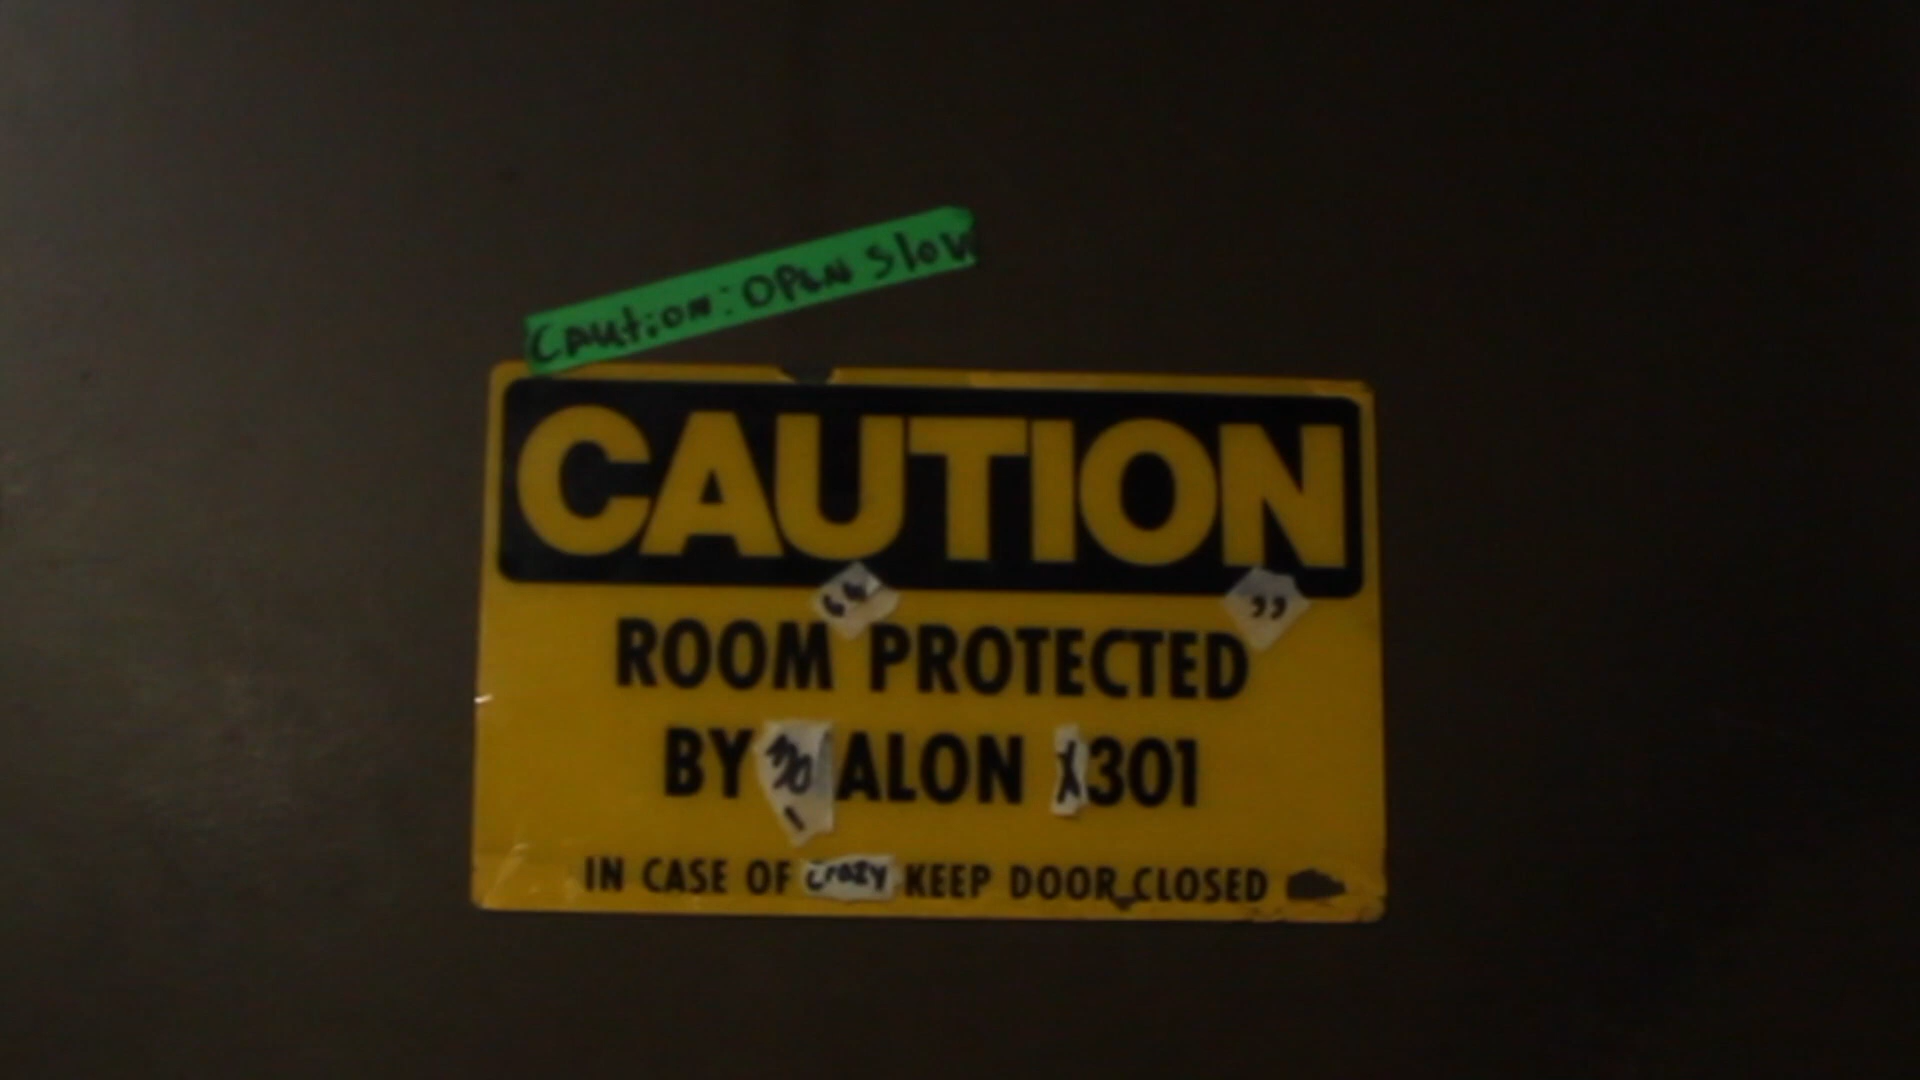 Caution: OPEN Slow
CAUTION
“ ”
ROOM PROTECTED
BY ALON X301
IN CASE OF Crazy KEEP DOOR CLOSED